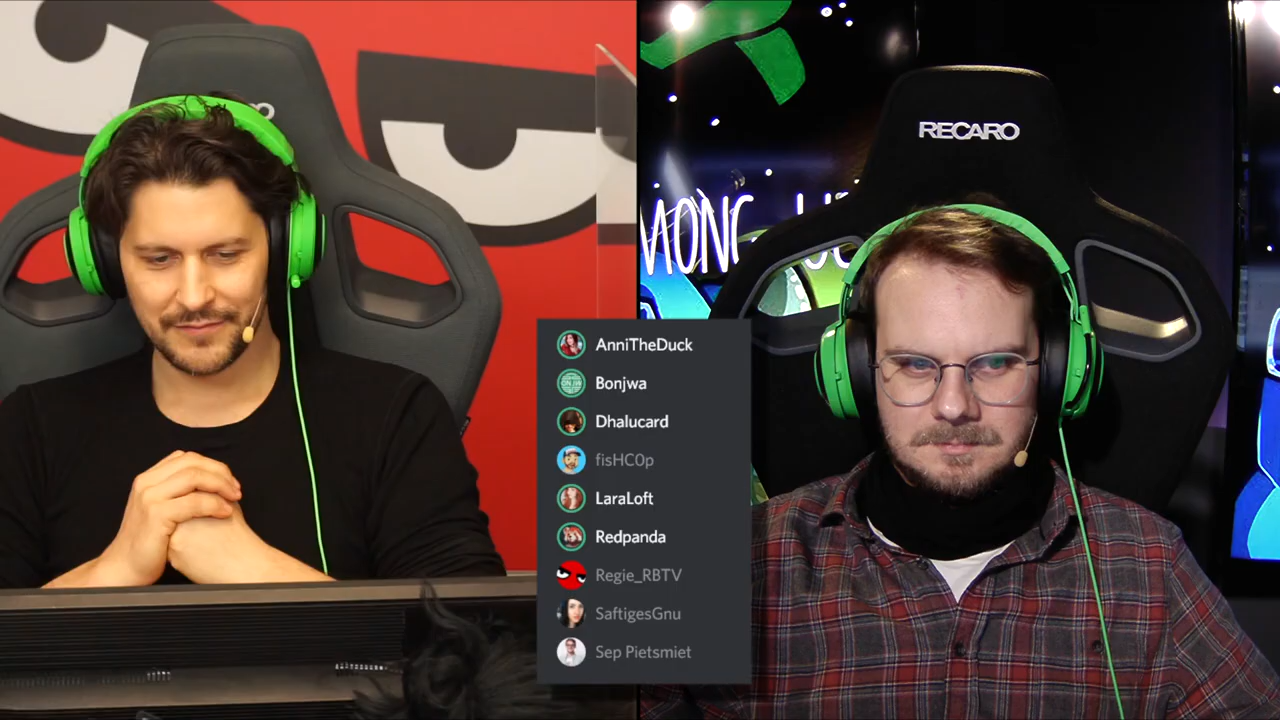 RECARO
AnniTheDuck
Bonjwa
Dhalucard
fisHC0p
LaraLoft
Redpanda
Regie_RBTV
SaftigesGnu
Sep Pietsmiet